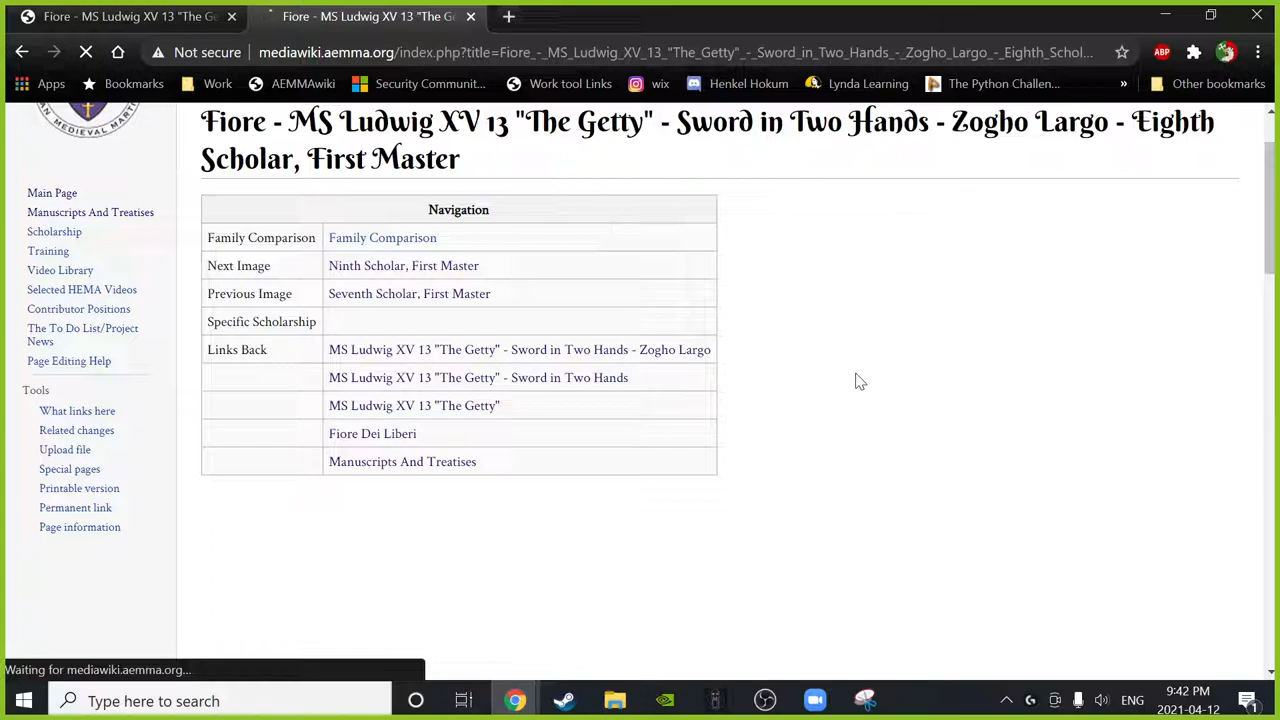 Fiore - MS Ludwig XV 13 "The G
Fiore - MS Ludwig XV 13 "The Ge
Not secure
mediawiki.aemma.org/index.php?title=Fiore_-_MS_Ludwig_XV_13_"The_Getty"_-_Sword_in_Two_Hands_-_Zogho_Largo_-_Eighth_Schol...
ABP
Apps
Bookmarks
Work
AEMMAwiki
Security Communit...
Work tool Links
wix
Henkel Hokum
Lynda Learning
The Python Challen...
»
Other bookmarks
AN MEDIEVAL MARTI
Fiore - MS Ludwig XV 13 "The Getty" - Sword in Two Hands - Zogho Largo - Eighth
Scholar, First Master
Main Page
Manuscripts And Treatises
Scholarship
Training
Video Library
Selected HEMA Videos
Contributor Positions
The To Do List/Project
News
Page Editing Help
Tools
What links here
Related changes
Upload file
Special pages
Printable version
Permanent link
Page information
Navigation
Family Comparison Family Comparison
Next Image Ninth Scholar, First Master
Previous Image Seventh Scholar, First Master
Specific Scholarship
Links Back MS Ludwig XV 13 "The Getty" - Sword in Two Hands - Zogho Largo
MS Ludwig XV 13 "The Getty" - Sword in Two Hands
MS Ludwig XV 13 "The Getty"
Fiore Dei Liberi
Manuscripts And Treatises
Waiting for mediawiki.aemma.org...
Type here to search
ENG
9:42 PM
2021-04-12
1